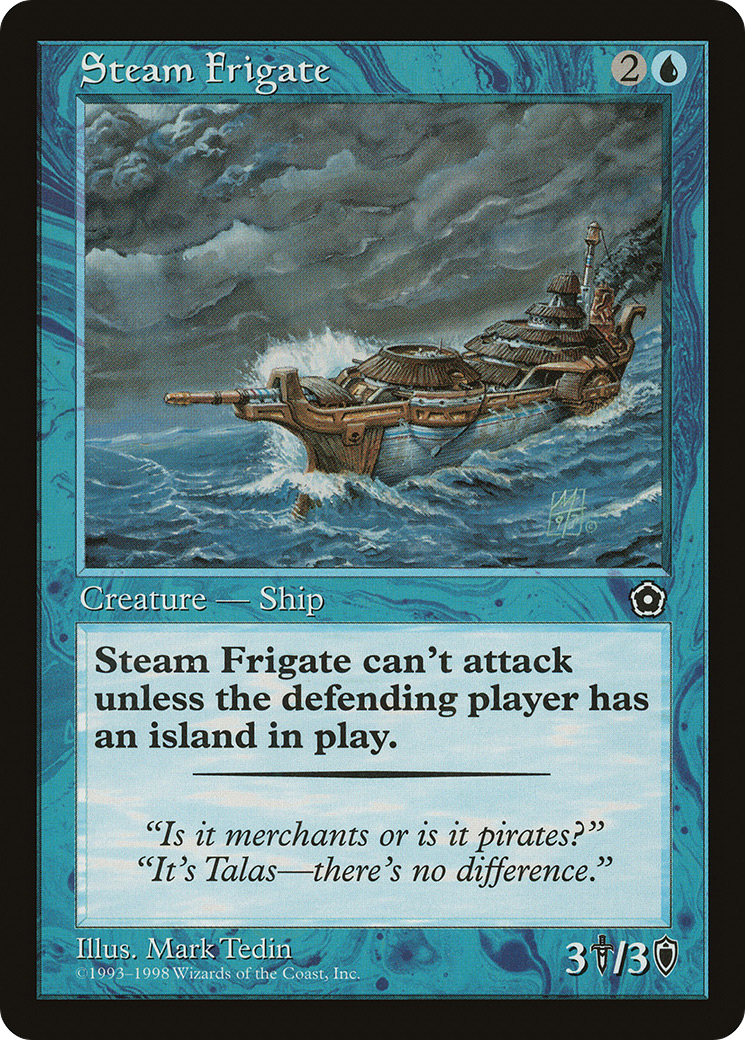 Steam Frigate
2
Creature — Ship
Steam Frigate can't attack
unless the defending player has
an island in play.
“Is it merchants or is it pirates?”
“It's Talas—there's no difference.”
Illus. Mark Tedin
©1993–1998 Wizards of the Coast, Inc.
3/3